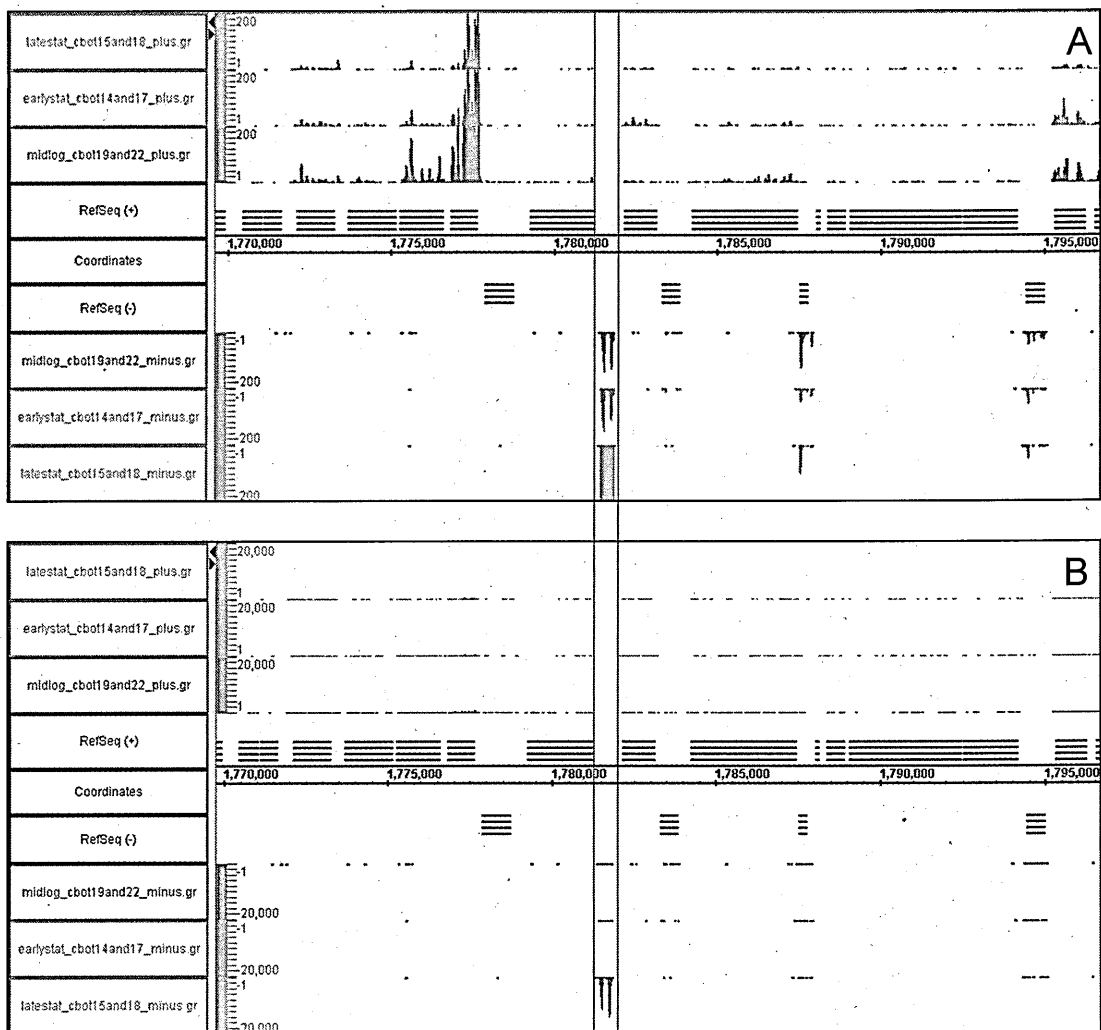 A
latestat_cbot15and18_plus.gr
200
1
earlystat_cbot14and17_plus.gr
200
1
midlog_cbot19and22_plus.gr
200
1
RefSeq (+)
1,770,000 1,775,000 1,780,000 1,785,000 1,790,000 1,795,000
Coordinates
RefSeq (-)
midlog_cbot19and22_minus.gr
-1
-200
earlystat_cbot14and17_minus.gr
-1
-200
latestat_cbot15and18_minus.gr
-1
-200
B
latestat_cbot15and18_plus.gr
20,000
1
earlystat_cbot14and17_plus.gr
20,000
1
midlog_cbot19and22_plus.gr
20,000
1
RefSeq (+)
1,770,000 1,775,000 1,780,000 1,785,000 1,790,000 1,795,000
Coordinates
RefSeq (-)
midlog_cbot19and22_minus.gr
-1
-20,000
earlystat_cbot14and17_minus.gr
-1
-20,000
latestat_cbot15and18_minus.gr
-1
-20,000